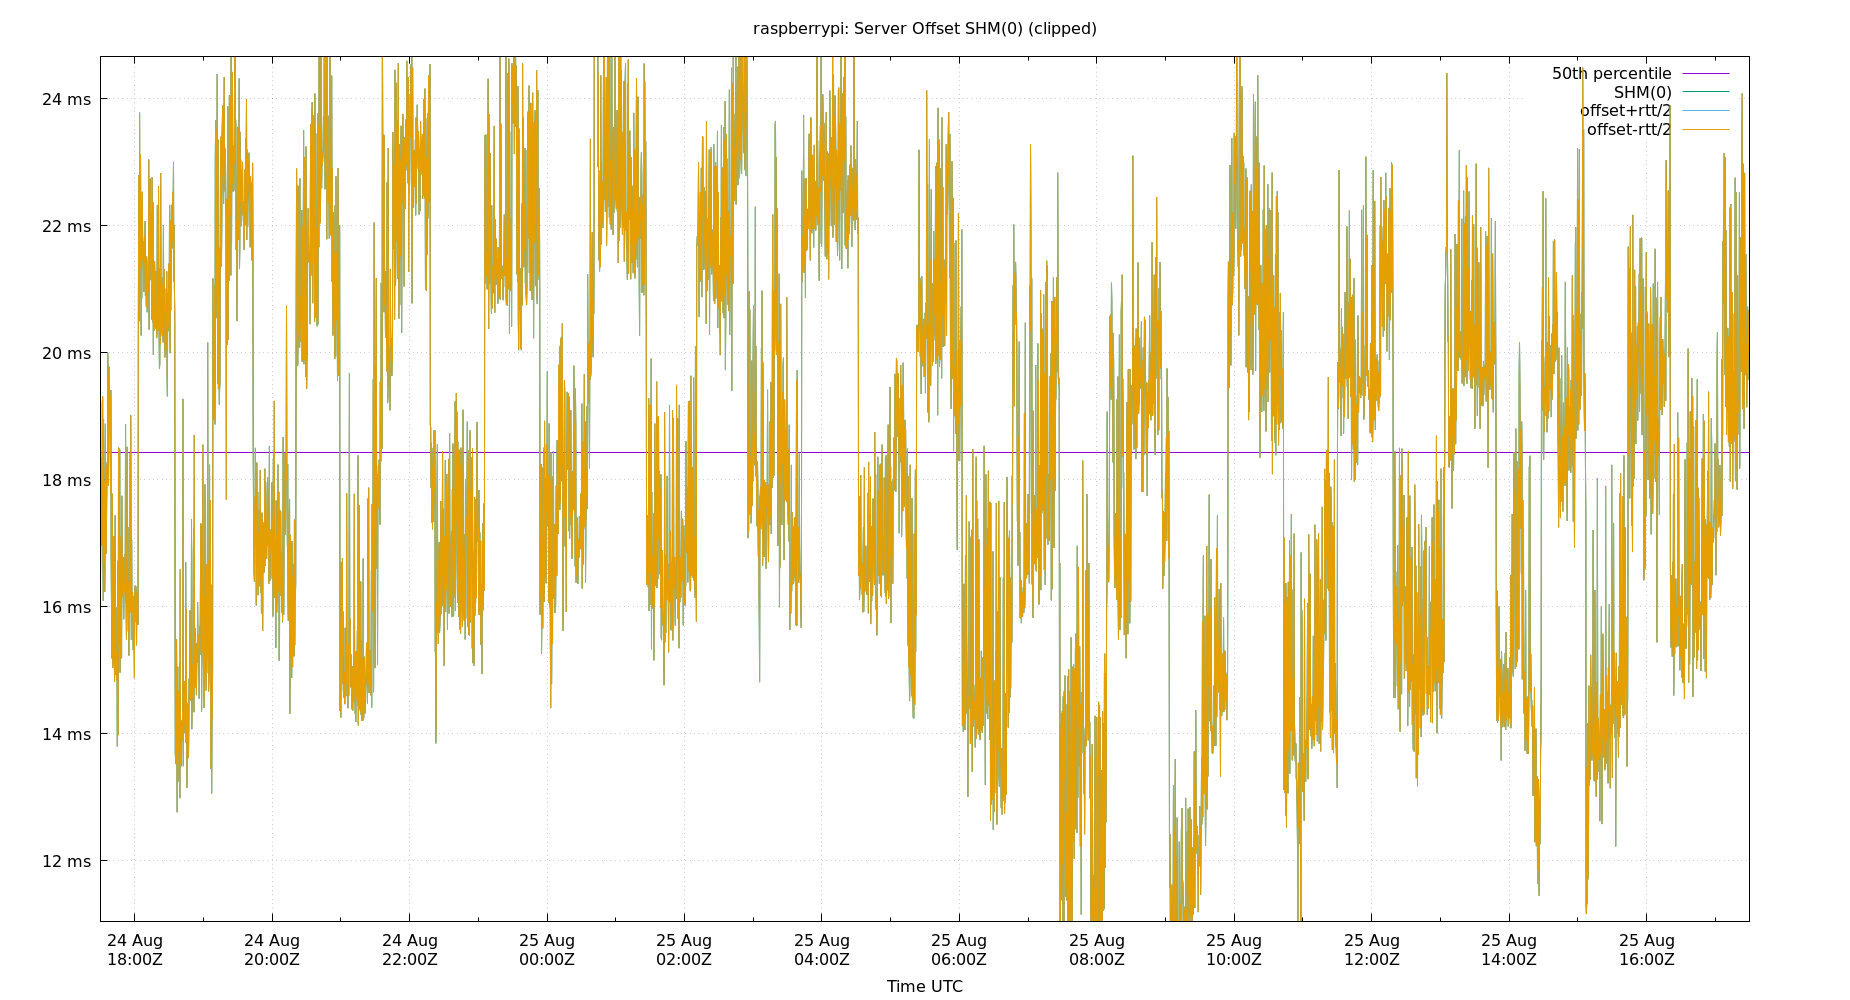 raspberrypi: Server Offset SHM(0) (clipped)
50th percentile
SHM(0)
offset+rtt/2
offset-rtt/2
24 ms
22 ms
20 ms
18 ms
16 ms
14 ms
12 ms
24 Aug 24 Aug 24 Aug 25 Aug 25 Aug 25 Aug 25 Aug 25 Aug 25 Aug 25 Aug 25 Aug 25 Aug
18:00Z 20:00Z 22:00Z 00:00Z 02:00Z 04:00Z 06:00Z 08:00Z 10:00Z 12:00Z 14:00Z 16:00Z
Time UTC